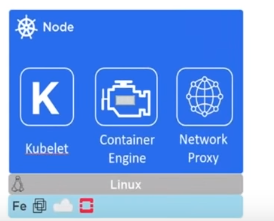 Node
K
Kubelet
Container
Engine
Network
Proxy
Linux
Fe